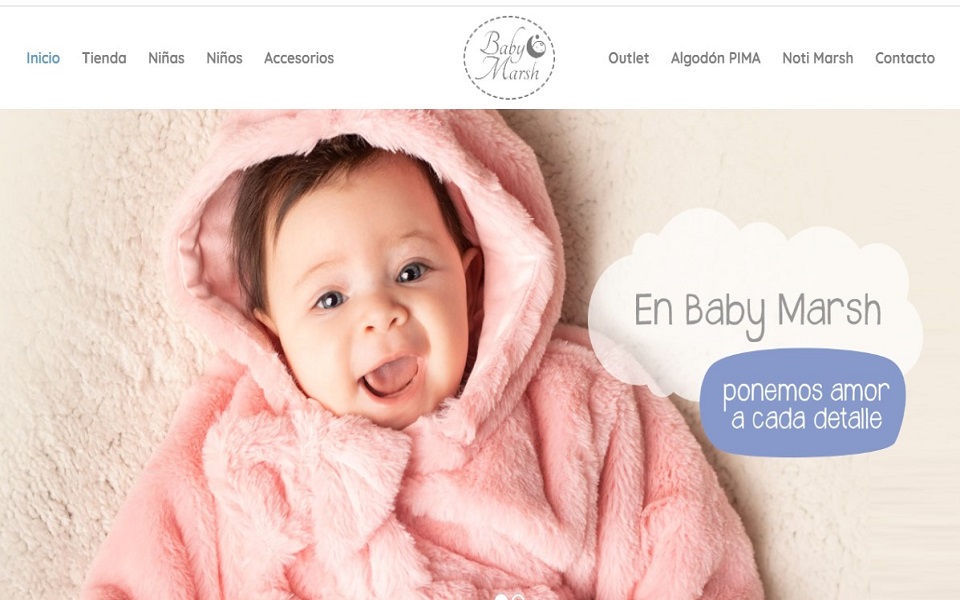 Inicio
Tienda
Niñas
Niños
Accesorios
Baby
Marsh
Outlet
Algodón PIMA
Noti Marsh
Contacto
En Baby Marsh
ponemos amor
a cada detalle